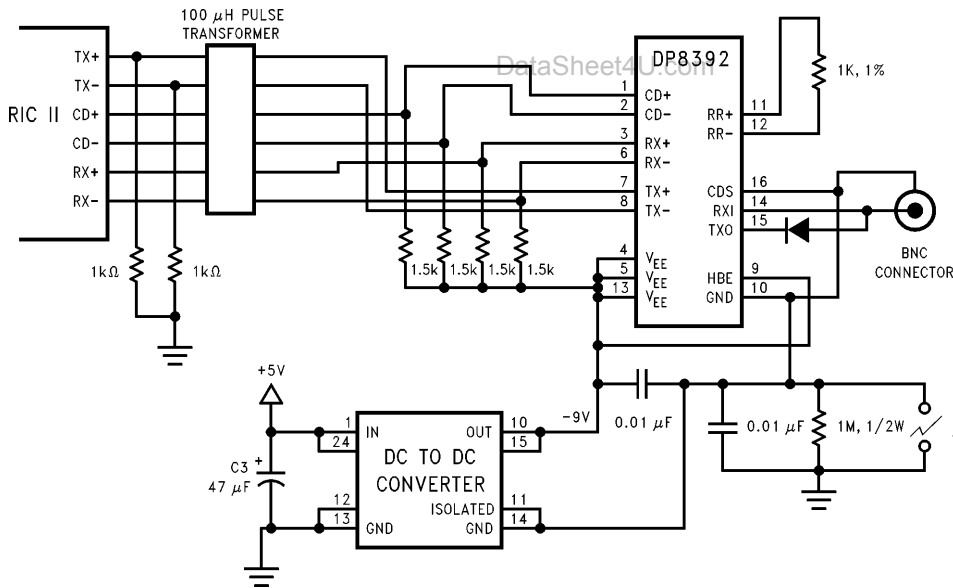 100 μH PULSE
TRANSFORMER
RIC II
TX+
TX-
CD+
CD-
RX+
RX-
1kΩ
1kΩ
DataSheet4U.com
DP8392
1
CD+
2
CD-
3
RX+
6
RX-
7
TX+
8
TX-
4
VEE
5
VEE
13
VEE
1.5k
1.5k
1.5k
1.5k
RR+
11
RR-
12
1K, 1%
CDS
16
RXI
14
TXO
15
HBE
9
GND
10
BNC
CONNECTOR
+5V
C3
+
47 μF
1
24
IN
OUT
10
15
DC TO DC
CONVERTER
12
13
GND
ISOLATED
GND
11
14
-9V
0.01 μF
0.01 μF
1M, 1/2W